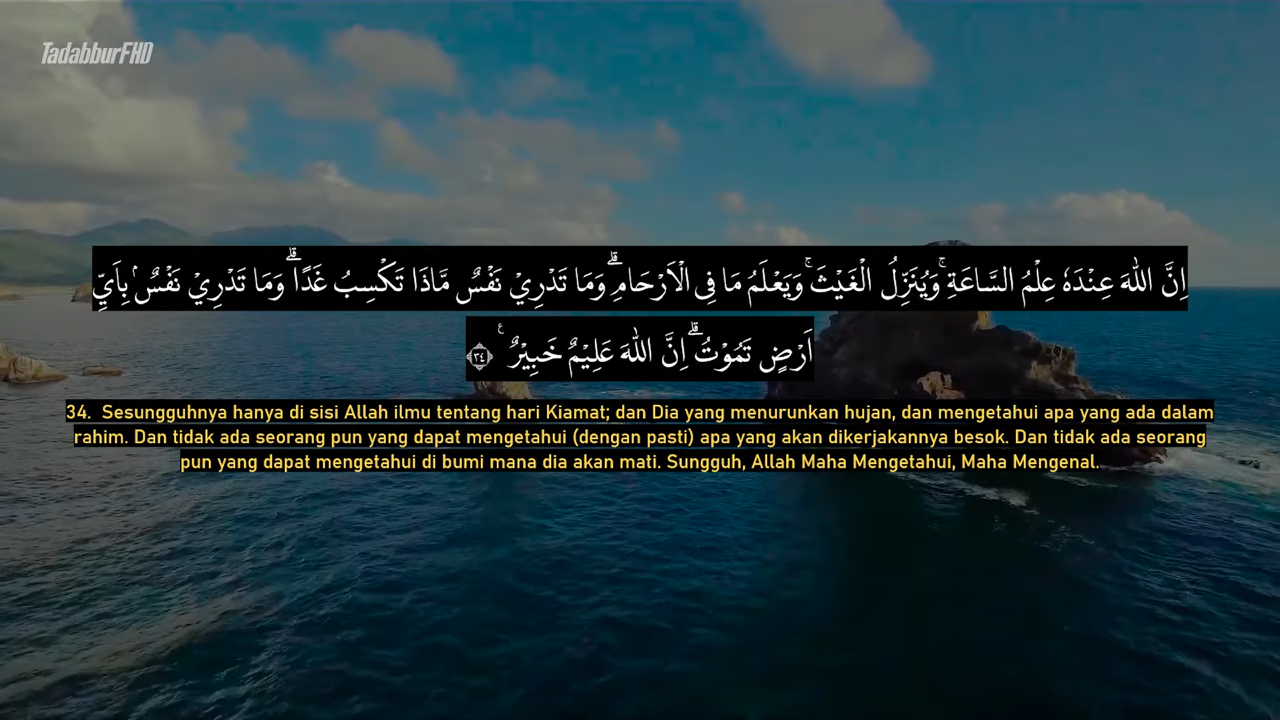 TadabburFHD
اِنَّ اللّٰهَ عِنْدَهٗ عِلْمُ السَّاعَةِۚ وَيُنَزِّلُ الْغَيْثَۚ وَيَعْلَمُ مَا فِى الْاَرْحَامِۗ وَمَا تَدْرِيْ نَفْسٌ مَّاذَا تَكْسِبُ غَدًاۗ وَمَا تَدْرِيْ نَفْسٌۢ بِاَيِّ
اَرْضٍ تَمُوْتُۗ اِنَّ اللّٰهَ عَلِيْمٌ خَبِيْرٌ ࣖ ٣٤
34. Sesungguhnya hanya di sisi Allah ilmu tentang hari Kiamat; dan Dia yang menurunkan hujan, dan mengetahui apa yang ada dalam
rahim. Dan tidak ada seorang pun yang dapat mengetahui (dengan pasti) apa yang akan dikerjakannya besok. Dan tidak ada seorang
pun yang dapat mengetahui di bumi mana dia akan mati. Sungguh, Allah Maha Mengetahui, Maha Mengenal.